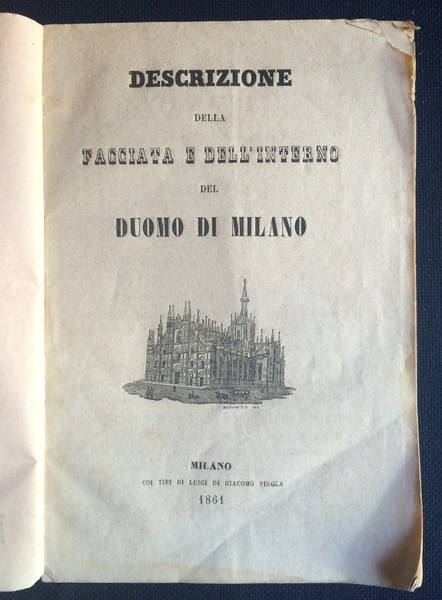 DESCRIZIONE
DELLA
FACCIATA E DELL'INTERNO
DEL
DUOMO DI MILANO
MILANO
COI TIPI DI LUIGI DI GIACOMO PIROLA
1861